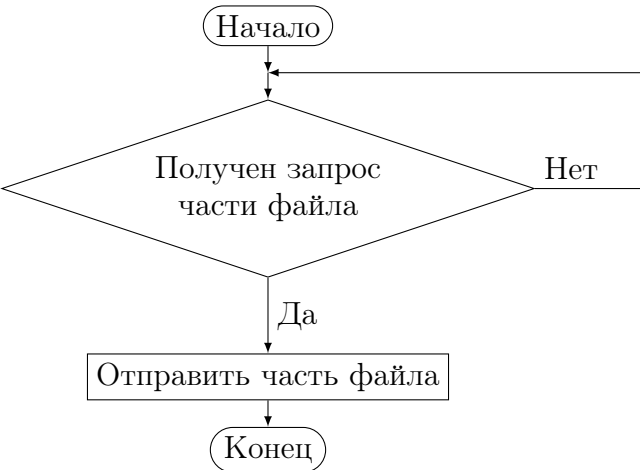 Начало
Получен запрос
части файла
Нет
Да
Отправить часть файла
Конец